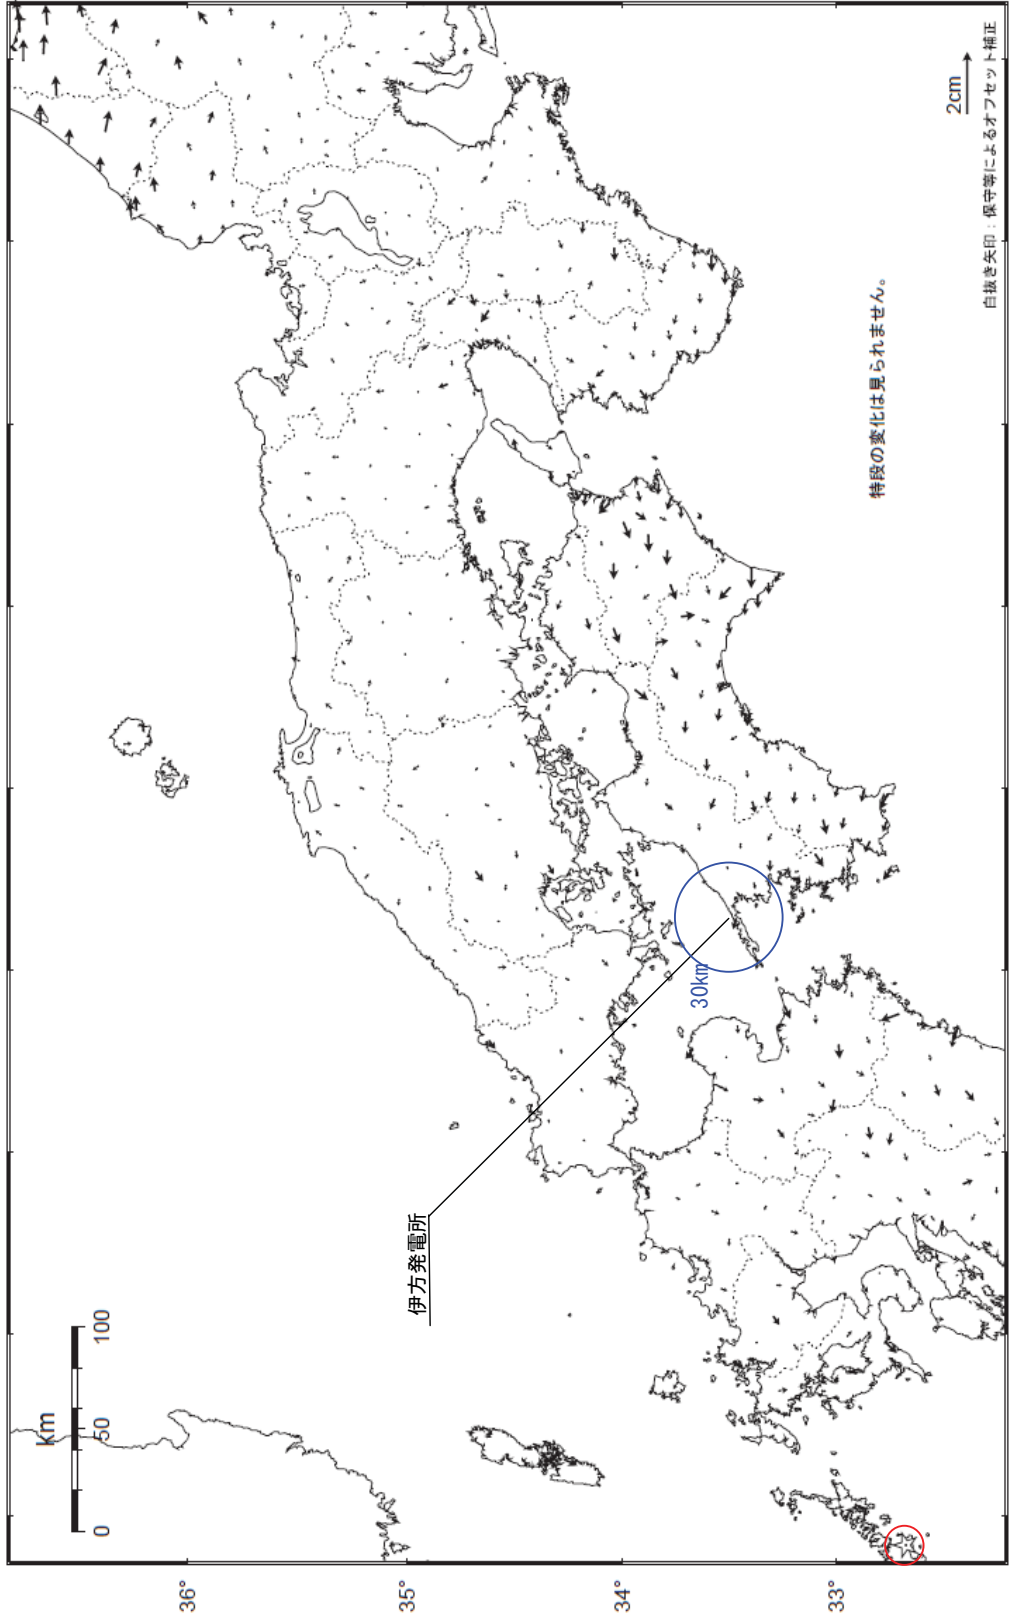 km
0 50 100
36°
35°
34°
33°
伊方発電所
30km
特段の変化は見られません。
2cm
白抜き矢印：保守等によるオフセット補正